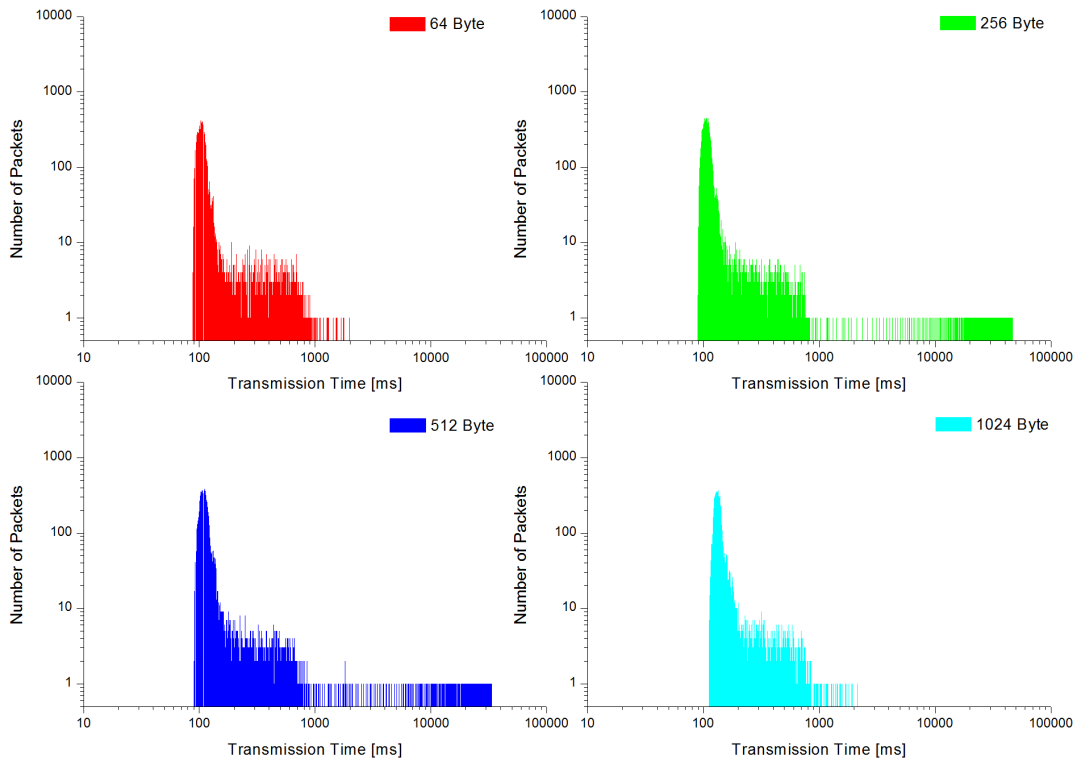 10000
1000
100
10
1
Number of Packets
64 Byte
10 100 1000 10000 100000
Transmission Time [ms]
10000
1000
100
10
1
Number of Packets
256 Byte
10 100 1000 10000 100000
Transmission Time [ms]
10000
1000
100
10
1
Number of Packets
512 Byte
10 100 1000 10000 100000
Transmission Time [ms]
10000
1000
100
10
1
Number of Packets
1024 Byte
10 100 1000 10000 100000
Transmission Time [ms]